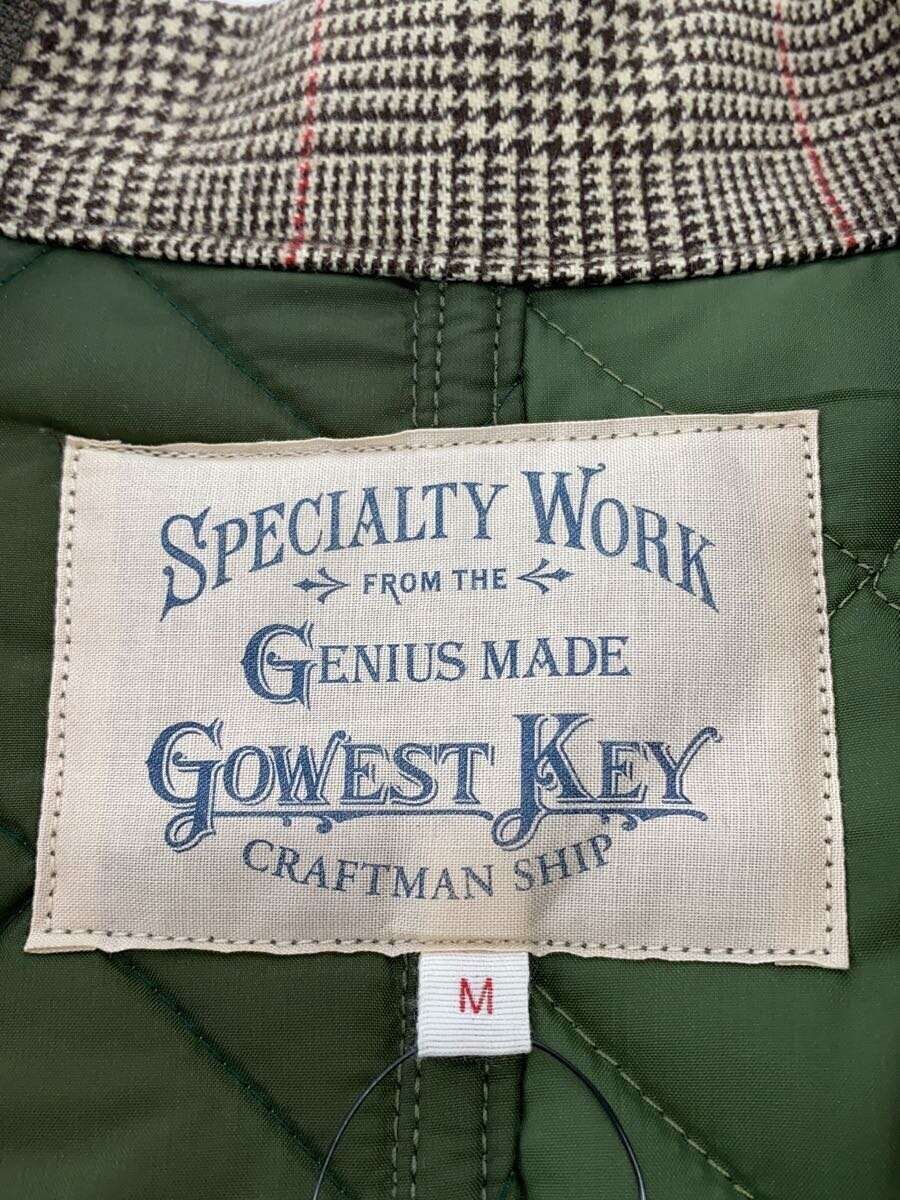 SPECIALTY WORK
FROM THE
GENIUS MADE
GOWEST KEY
CRAFTMAN SHIP
M